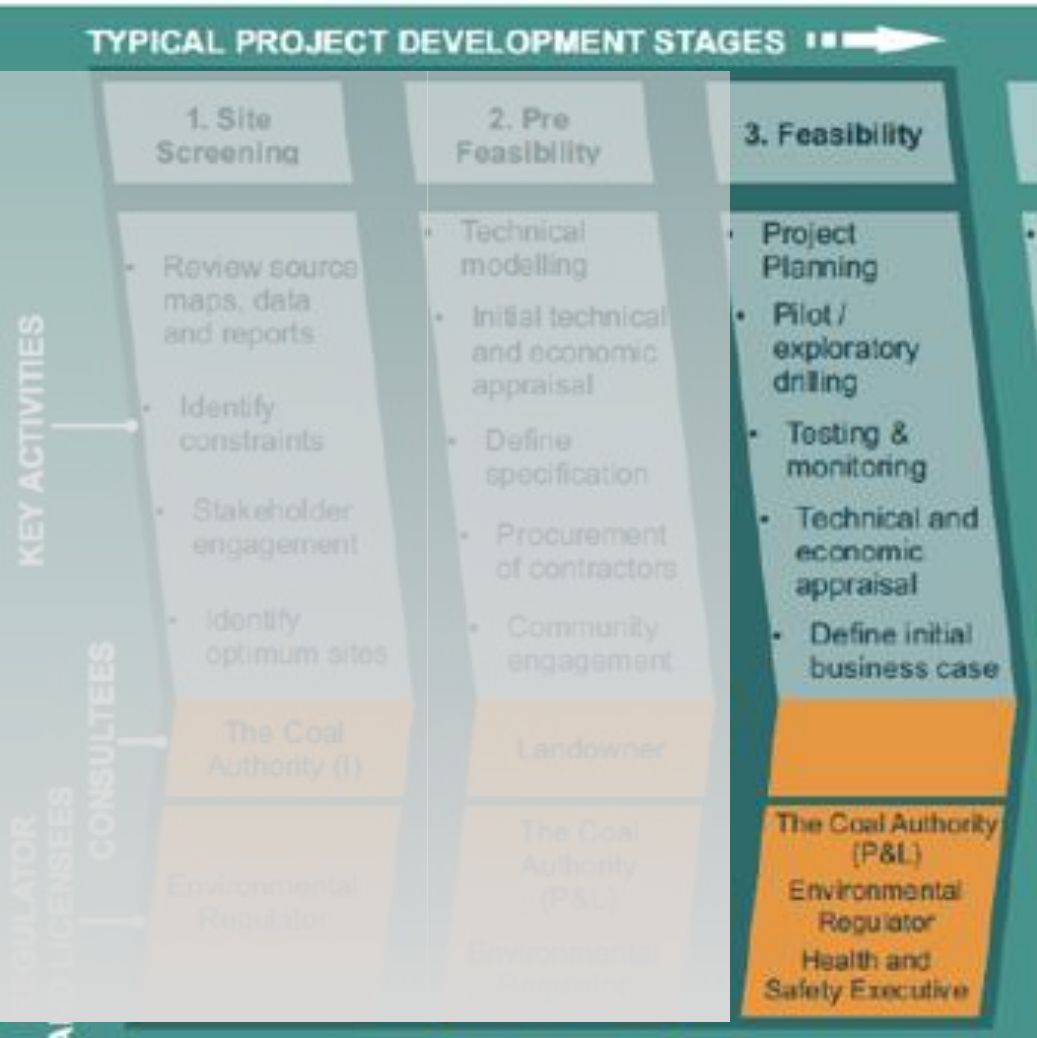 TYPICAL PROJECT DEVELOPMENT STAGES
1. Site
Screening
2. Pre
Feasibility
3. Feasibility
KEY ACTIVITIES
• Review source
maps, data
and reports
• Identify
constraints
• Stakeholder
engagement
• Identify
optimum sites
• Technical
modelling
• Initial technical
and economic
appraisal
• Define
specification
• Procurement
of contractors
• Community
engagement
• Project
Planning
• Pilot /
exploratory
drilling
• Testing &
monitoring
• Technical and
economic
appraisal
• Define initial
business case
CONSULTEES
The Coal
Authority (I)
Landowner
REGULATOR
LICENSEES
Environmental
Regulator
The Coal
Authority
(P&L)
Environmental
Regulator
The Coal Authority
(P&L)
Environmental
Regulator
Health and
Safety Executive